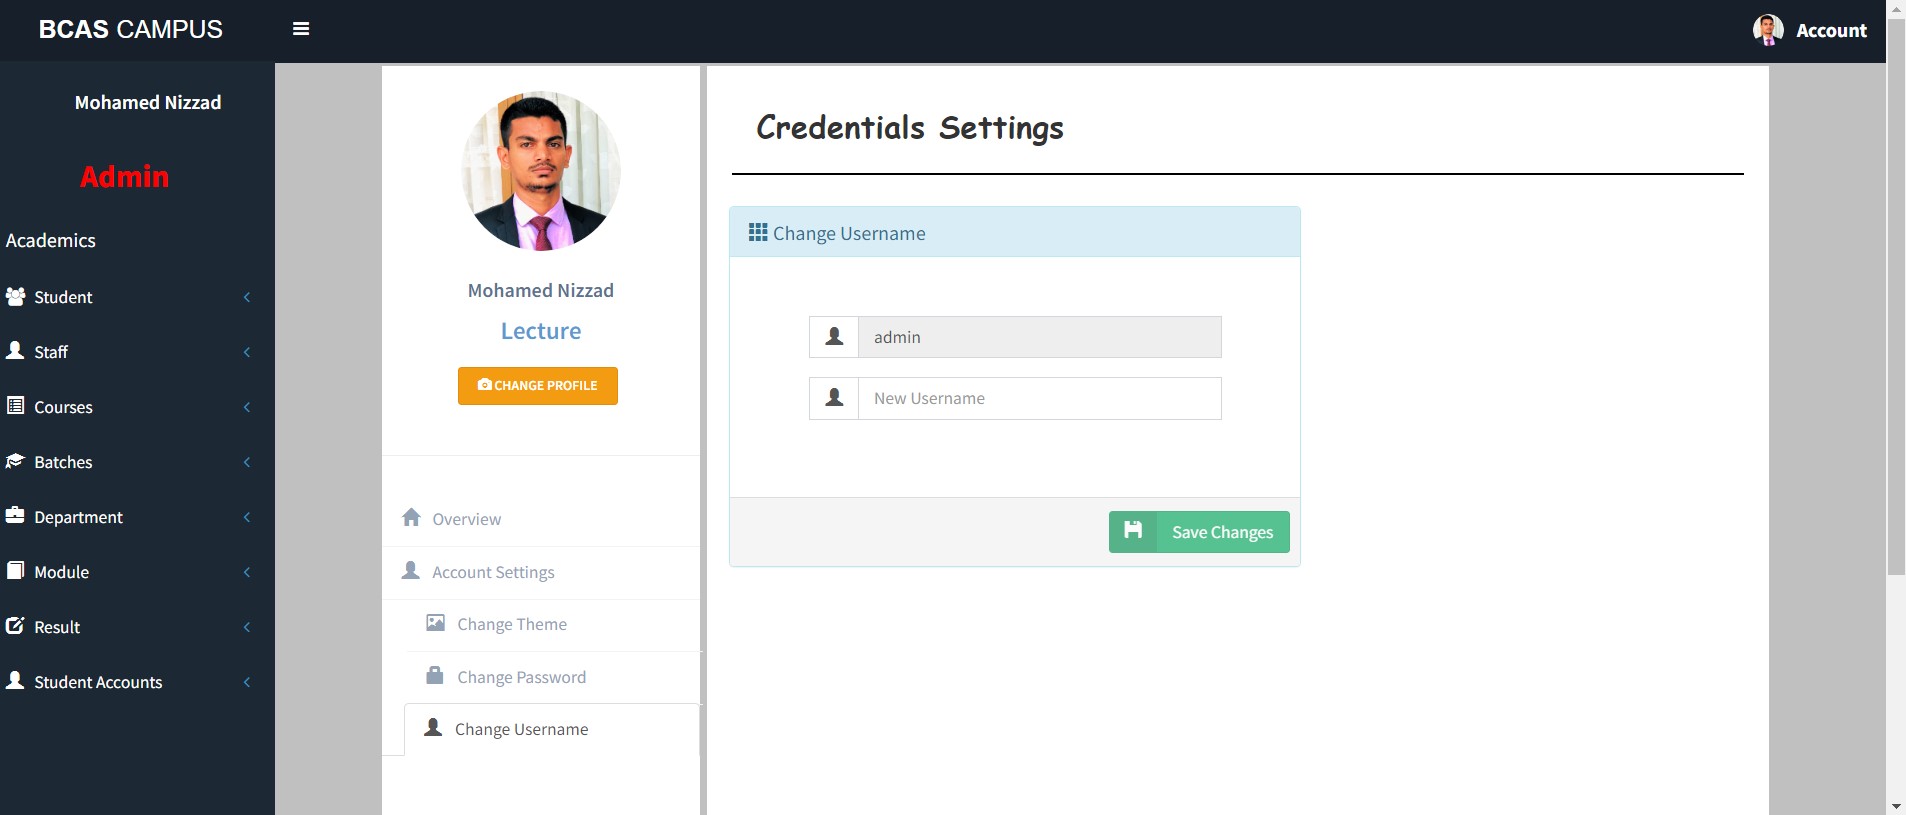 BCAS CAMPUS
Account
Mohamed Nizzad
Admin
Academics
Student
Staff
Courses
Batches
Department
Module
Result
Student Accounts
Mohamed Nizzad
Lecture
CHANGE PROFILE
Overview
Account Settings
Change Theme
Change Password
Change Username
Credentials Settings
Change Username
admin
New Username
Save Changes